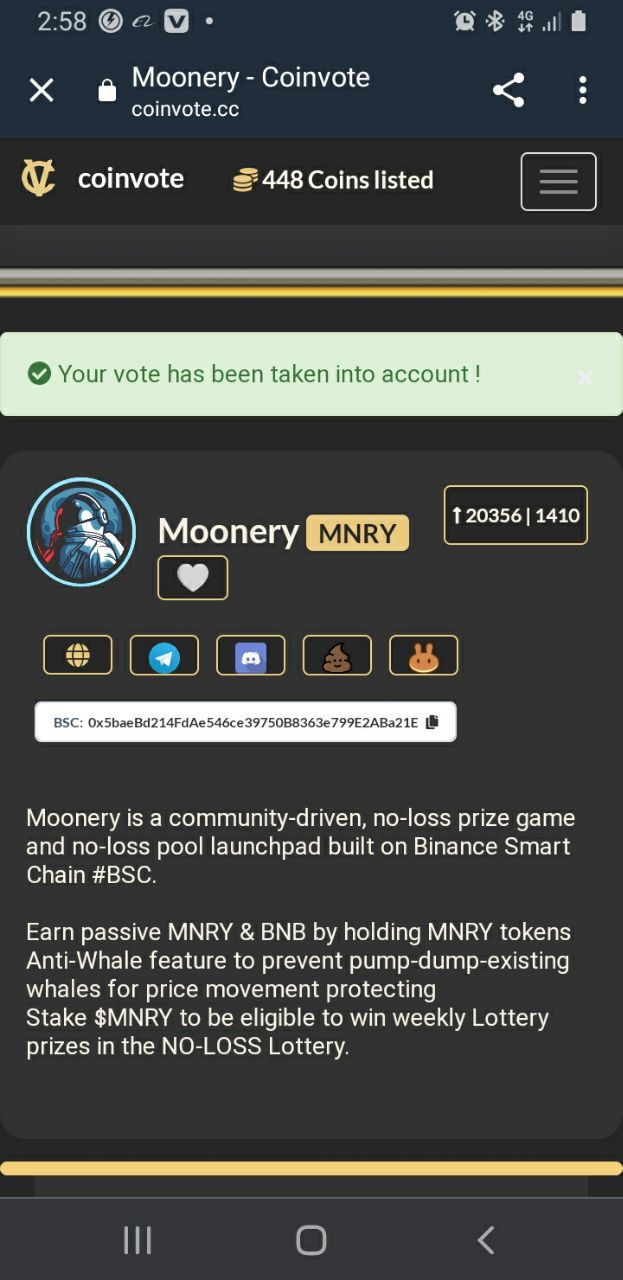 2:58
4G
Moonery - Coinvote
coinvote.cc
coinvote
448 Coins listed
Your vote has been taken into account !
Moonery MNRY
20356 | 1410
BSC: 0x5baeBd214FdAe546ce39750B8363e799E2ABa21E
Moonery is a community-driven, no-loss prize game
and no-loss pool launchpad built on Binance Smart
Chain #BSC.
Earn passive MNRY & BNB by holding MNRY tokens
Anti-Whale feature to prevent pump-dump-existing
whales for price movement protecting
Stake $MNRY to be eligible to win weekly Lottery
prizes in the NO-LOSS Lottery.